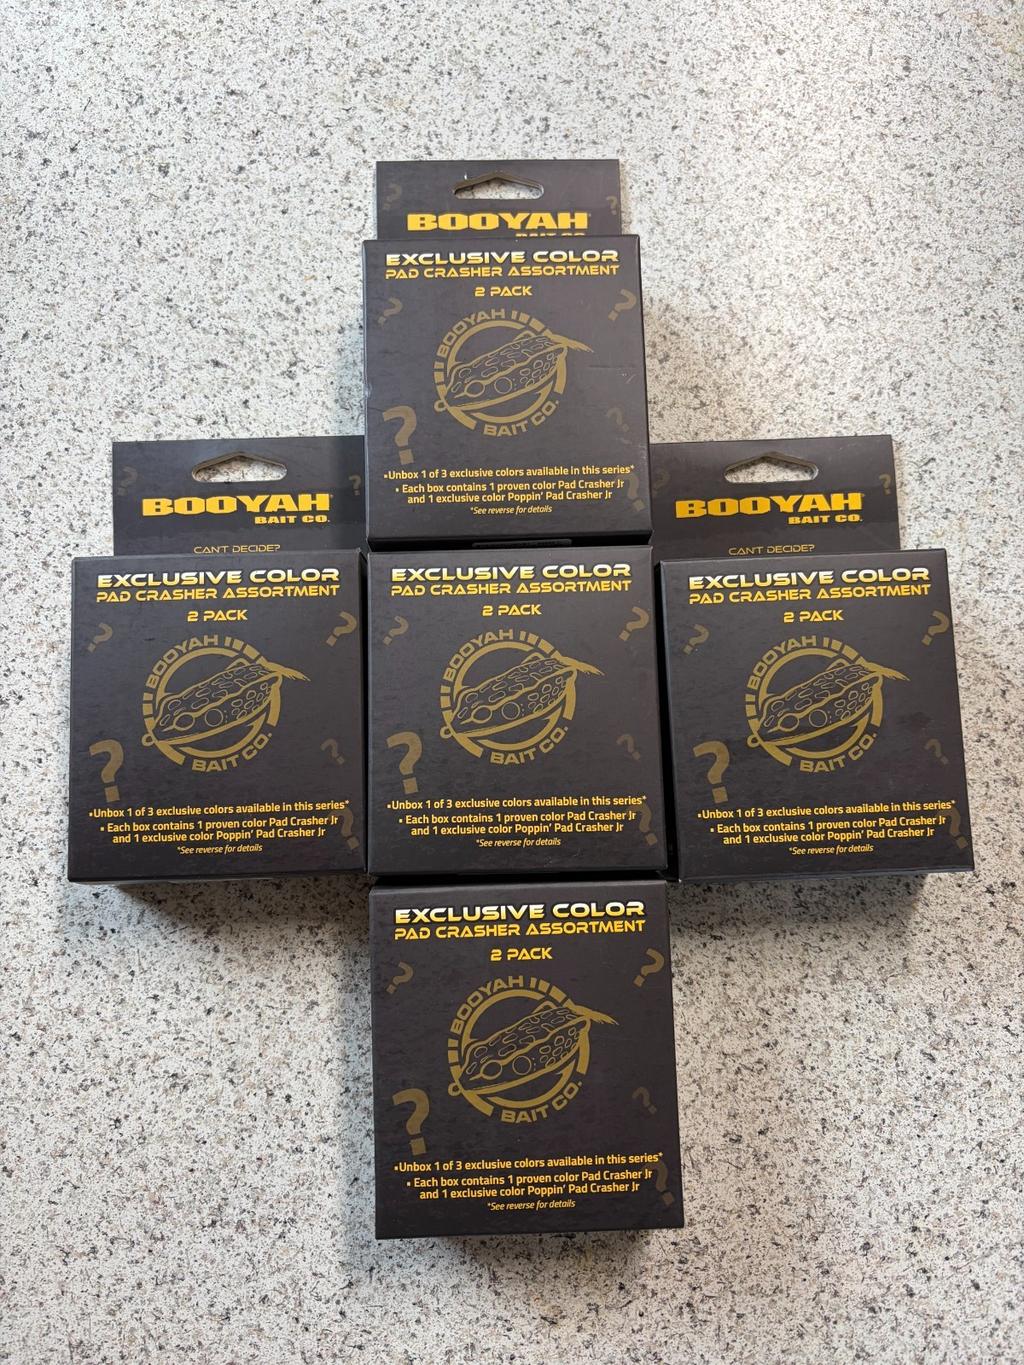 BOOYAH
BAIT CO.
EXCLUSIVE COLOR
PAD CRASHER ASSORTMENT
2 PACK
BOOYAH
BAIT CO.
•Unbox 1 of 3 exclusive colors available in this series*
• Each box contains 1 proven color Pad Crasher Jr
and 1 exclusive color Poppin' Pad Crasher Jr
*See reverse for details
BOOYAH
BAIT CO.
CAN'T DECIDE?
EXCLUSIVE COLOR
PAD CRASHER ASSORTMENT
2 PACK
BOOYAH
BAIT CO.
•Unbox 1 of 3 exclusive colors available in this series*
• Each box contains 1 proven color Pad Crasher Jr
and 1 exclusive color Poppin' Pad Crasher Jr
*See reverse for details
EXCLUSIVE COLOR
PAD CRASHER ASSORTMENT
2 PACK
BOOYAH
BAIT CO.
•Unbox 1 of 3 exclusive colors available in this series*
• Each box contains 1 proven color Pad Crasher Jr
and 1 exclusive color Poppin' Pad Crasher Jr
*See reverse for details
BOOYAH
BAIT CO.
CAN'T DECIDE?
EXCLUSIVE COLOR
PAD CRASHER ASSORTMENT
2 PACK
BOOYAH
BAIT CO.
•Unbox 1 of 3 exclusive colors available in this series*
• Each box contains 1 proven color Pad Crasher Jr
and 1 exclusive color Poppin' Pad Crasher Jr
*See reverse for details
EXCLUSIVE COLOR
PAD CRASHER ASSORTMENT
2 PACK
BOOYAH
BAIT CO.
•Unbox 1 of 3 exclusive colors available in this series*
• Each box contains 1 proven color Pad Crasher Jr
and 1 exclusive color Poppin' Pad Crasher Jr
*See reverse for details